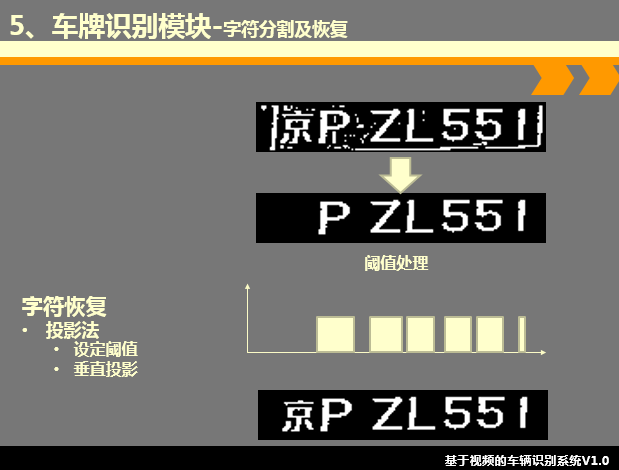 5、车牌识别模块-字符分割及恢复
京P ZL551
P ZL551
阈值处理
字符恢复
• 投影法
• 设定阈值
• 垂直投影
京P ZL551
基于视频的车辆识别系统V1.0